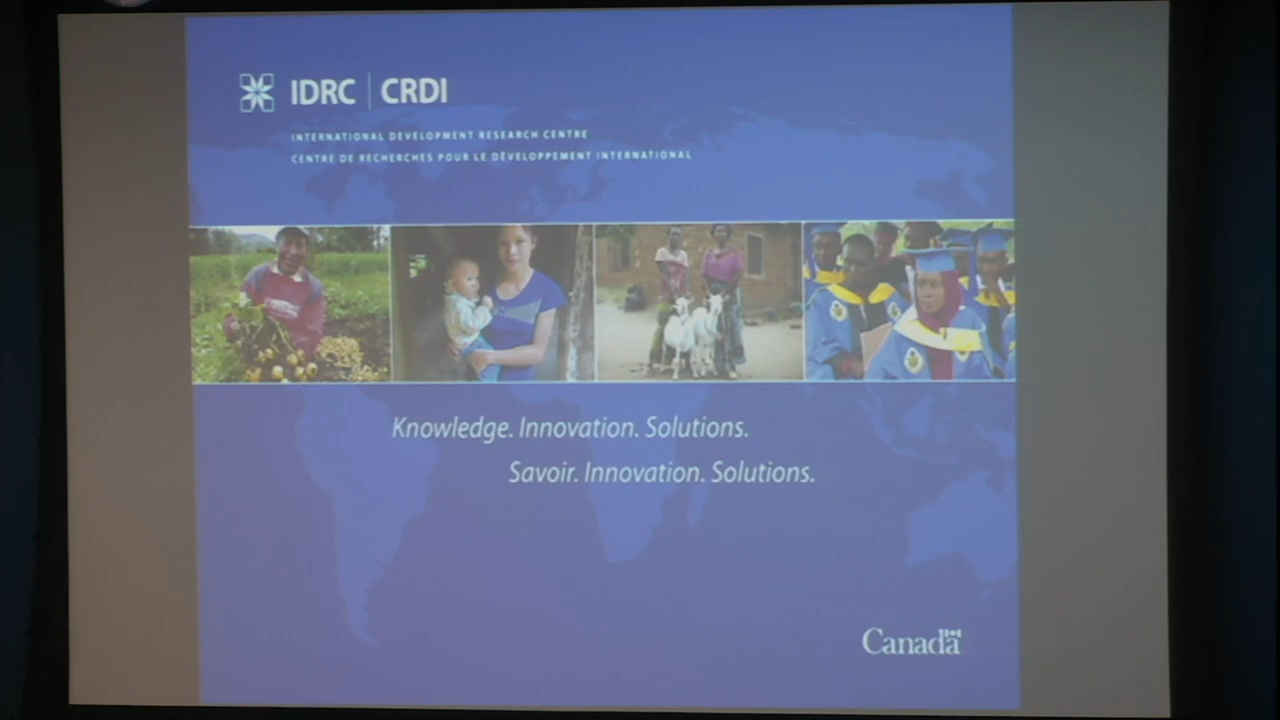 IDRC | CRDI
INTERNATIONAL DEVELOPMENT RESEARCH CENTRE
CENTRE DE RECHERCHES POUR LE DÉVELOPPEMENT INTERNATIONAL
Knowledge. Innovation. Solutions.
Savoir. Innovation. Solutions.
Canada